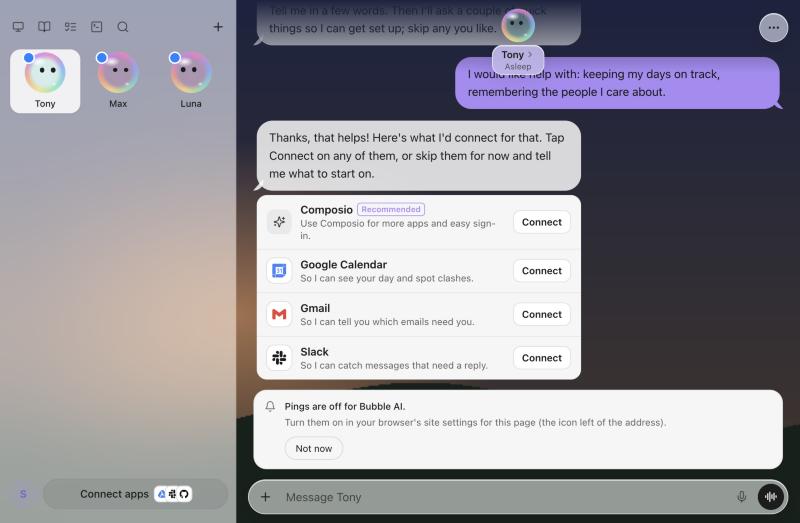 Tony
Max
Luna
S
Connect apps
Tell me in a few words. Then I'll ask a couple of quick
things so I can get set up; skip any you like.
Tony
Asleep
I would like help with: keeping my days on track,
remembering the people I care about.
Thanks, that helps! Here's what I'd connect for that. Tap
Connect on any of them, or skip them for now and tell
me what to start on.
Composio Recommended
Use Composio for more apps and easy sign-
in.
Connect
Google Calendar
So I can see your day and spot clashes.
Connect
Gmail
So I can tell you which emails need you.
Connect
Slack
So I can catch messages that need a reply.
Connect
Pings are off for Bubble AI.
Turn them on in your browser's site settings for this page (the icon left of the address).
Not now
Message Tony